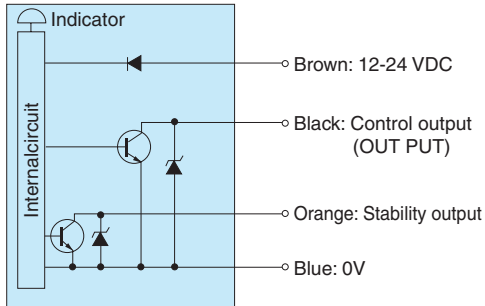 Indicator
Internalcircuit
Brown: 12-24 VDC
Black: Control output
(OUT PUT)
Orange: Stability output
Blue: 0V